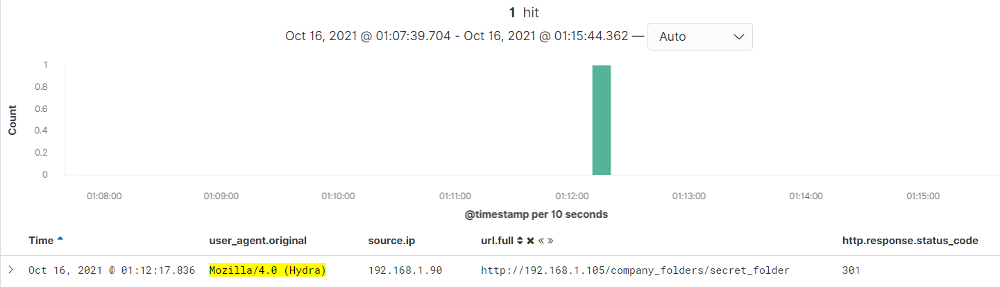 1 hit
Oct 16, 2021 @ 01:07:39.704 - Oct 16, 2021 @ 01:15:44.362 — Auto
1
0.8
0.6
0.4
0.2
0
Count
01:08:00 01:09:00 01:10:00 01:11:00 01:12:00 01:13:00 01:14:00 01:15:00
@timestamp per 10 seconds
Time user_agent.original source.ip url.full http.response.status_code
Oct 16, 2021 @ 01:12:17.836 Mozilla/4.0 (Hydra) 192.168.1.90 http://192.168.1.105/company_folders/secret_folder 301